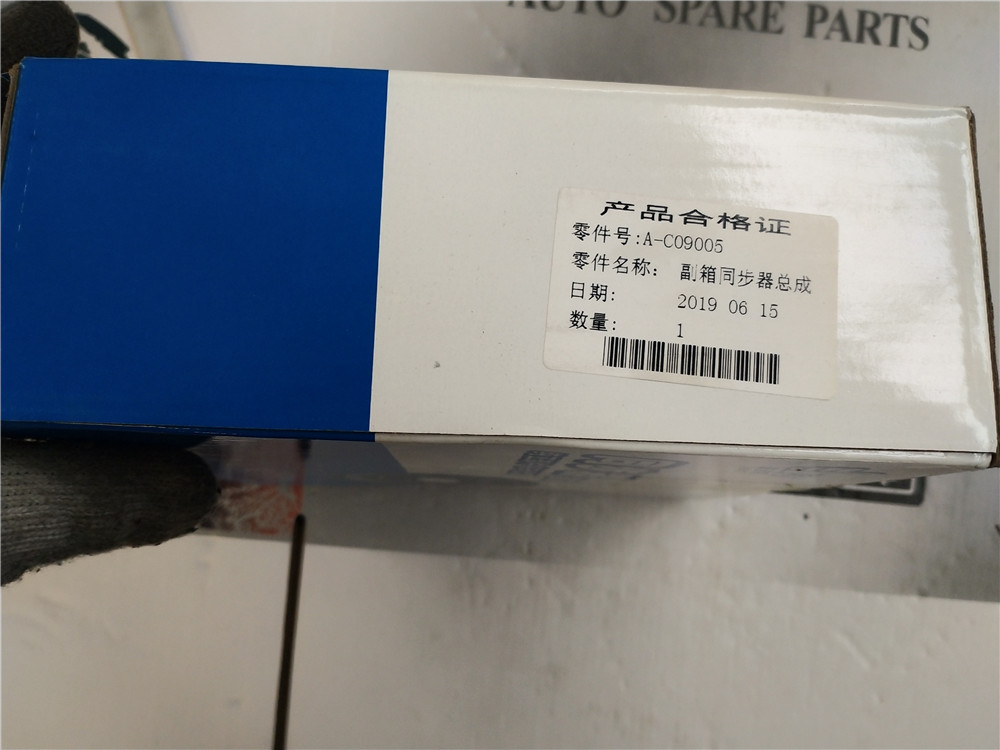 AUTO SPARE PARTS
产品合格证
零件号:A-C09005
零件名称: 副箱同步器总成
日期: 2019 06 15
数量: 1